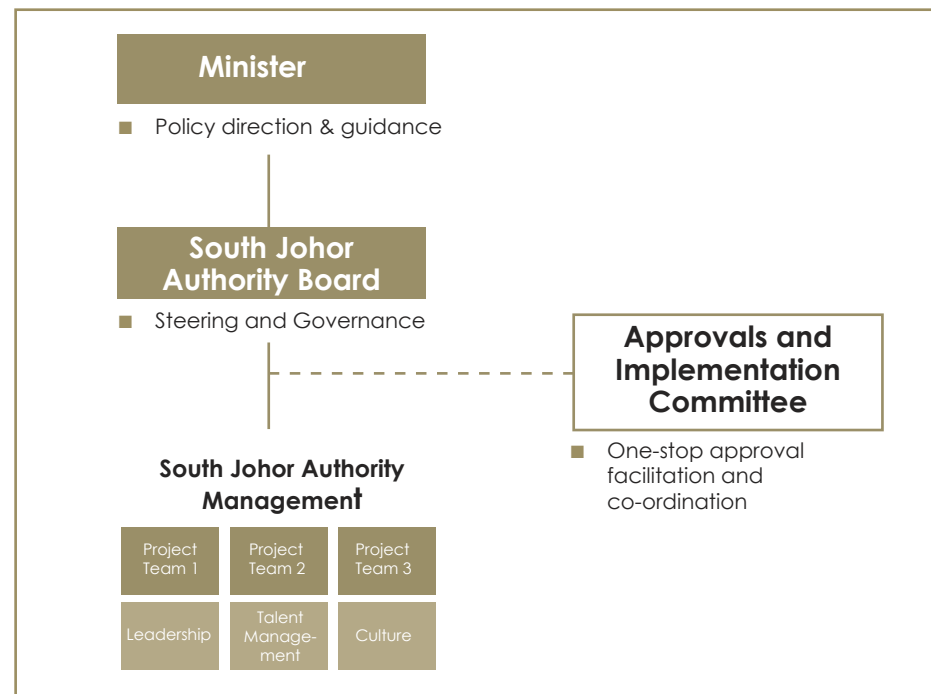 Minister
■ Policy direction & guidance
South Johor
Authority Board
■ Steering and Governance
Approvals and
Implementation
Committee
■ One-stop approval
facilitation and
co-ordination
South Johor Authority
Management
Project
Team 1
Project
Team 2
Project
Team 3
Leadership
Talent
Manage-
ment
Culture